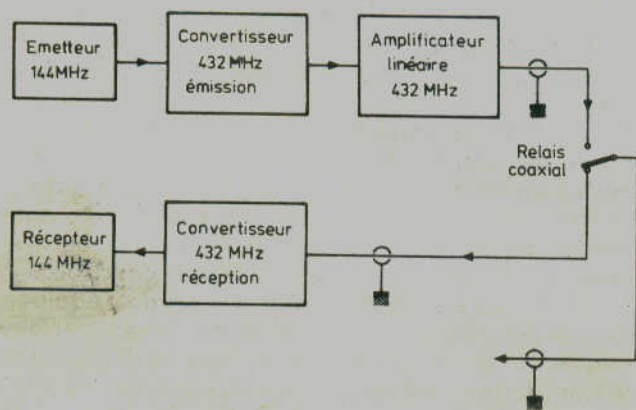 Emetteur
144MHz
Convertisseur
432 MHz
émission
Amplificateur
linéaire
432 MHz
Relais
coaxial
Récepteur
144 MHz
Convertisseur
432 MHz
réception